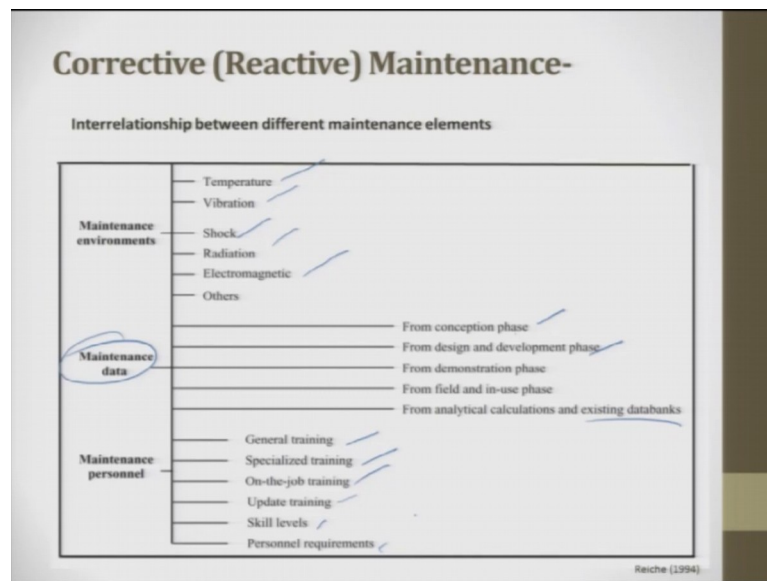 Corrective (Reactive) Maintenance-
Interrelationship between different maintenance elements
Temperature
Vibration
Maintenance
environments
Shock
Radiation
Electromagnetic
Others
From conception phase
From design and development phase
Maintenance
data
From demonstration phase
From field and in-use phase
From analytical calculations and existing databanks
General training
Maintenance
personnel
Specialized training
On-the-job training
Update training
Skill levels
Personnel requirements
Reiche (1994)